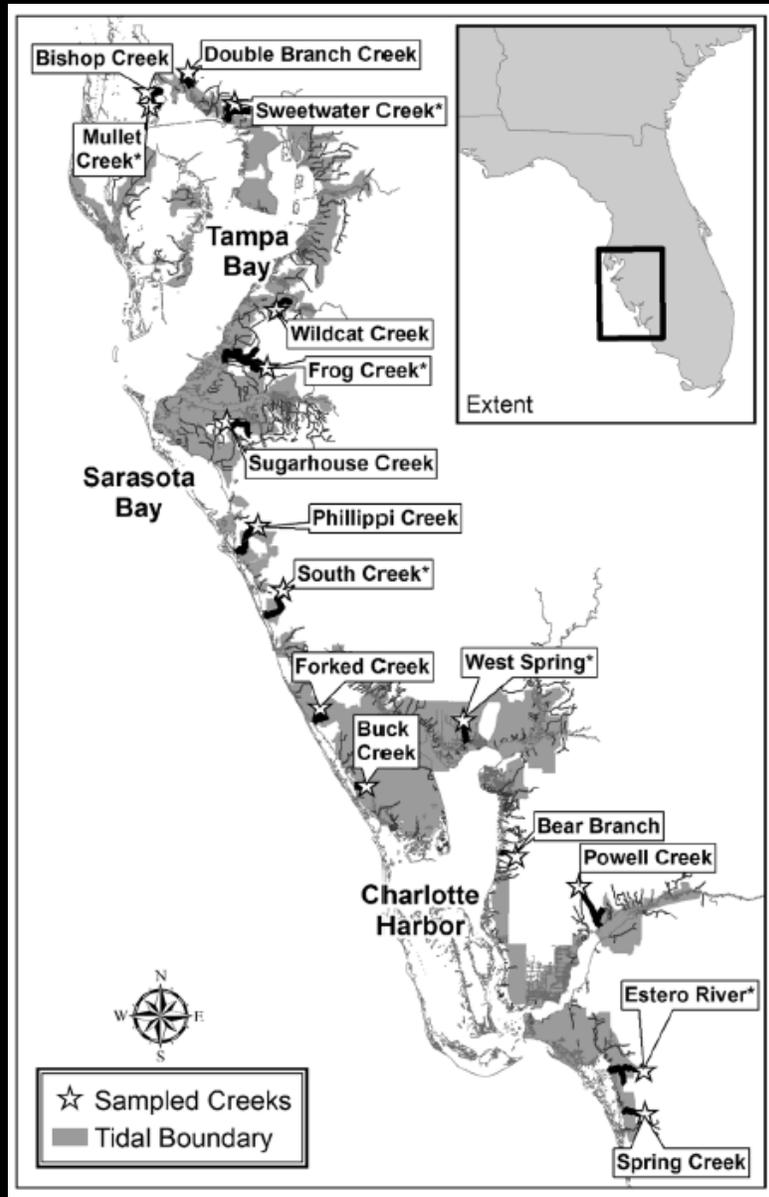 Bishop Creek
Double Branch Creek
Sweetwater Creek*
Mullet
Creek*
Tampa
Bay
Wildcat Creek
Frog Creek*
Sugarhouse Creek
Sarasota
Bay
Phillippi Creek
South Creek*
Forked Creek
West Spring*
Buck
Creek
Bear Branch
Powell Creek
Charlotte
Harbor
Estero River*
Spring Creek
Extent
N
W
E
S
Sampled Creeks
Tidal Boundary